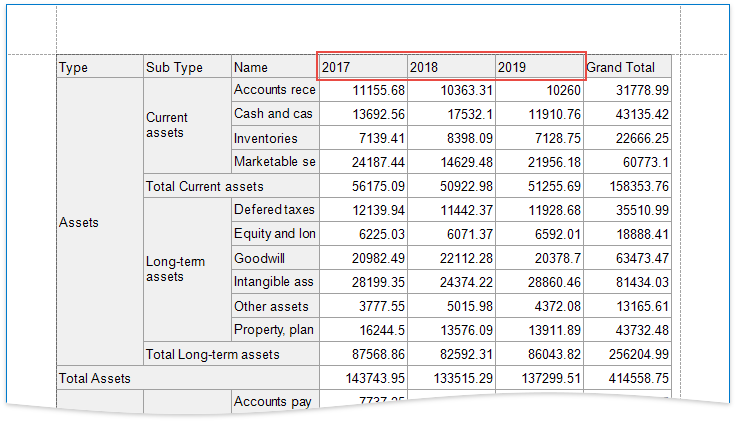 Type Sub Type Name 2017 2018 2019 Grand Total
Accounts rece 11155.68 10363.31 10260 31778.99
Current assets Cash and cas 13692.56 17532.1 11910.76 43135.42
Inventories 7139.41 8398.09 7128.75 22666.25
Marketable se 24187.44 14629.48 21956.18 60773.1
Total Current assets 56175.09 50922.98 51255.69 158353.76
Assets Defered taxes 12139.94 11442.37 11928.68 35510.99
Equity and lon 6225.03 6071.37 6592.01 18888.41
Long-term assets Goodwill 20982.49 22112.28 20378.7 63473.47
Intangible ass 28199.35 24374.22 28860.46 81434.03
Other assets 3777.55 5015.98 4372.08 13165.61
Property, plan 16244.5 13576.09 13911.89 43732.48
Total Long-term assets 87568.86 82592.31 86043.82 256204.99
Total Assets 143743.95 133515.29 137299.51 414558.75
Accounts pay